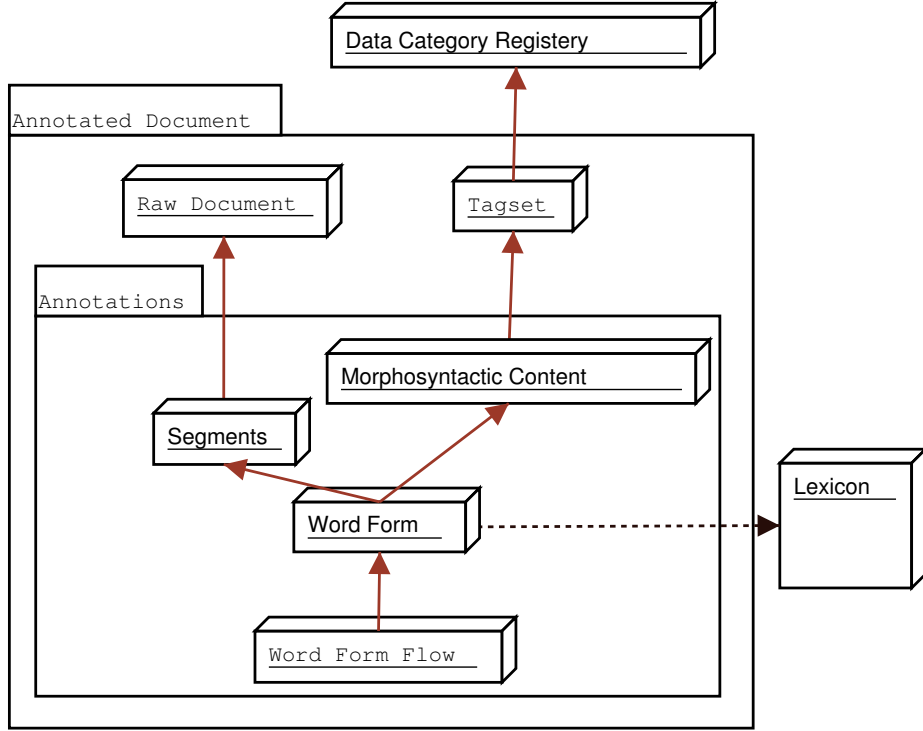 Data Category Registery
Annotated Document
Raw Document
Tagset
Annotations
Morphosyntactic Content
Segments
Lexicon
Word Form
Word Form Flow